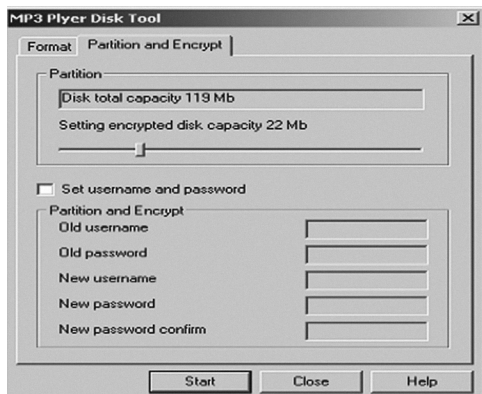 MP3 Plyer Disk Tool
Format Partition and Encrypt
Partition
Disk total capacity 119 Mb
Setting encrypted disk capacity 22 Mb
Set username and password
Partition and Encrypt
Old username
Old password
New username
New password
New password confirm
Start Close Help